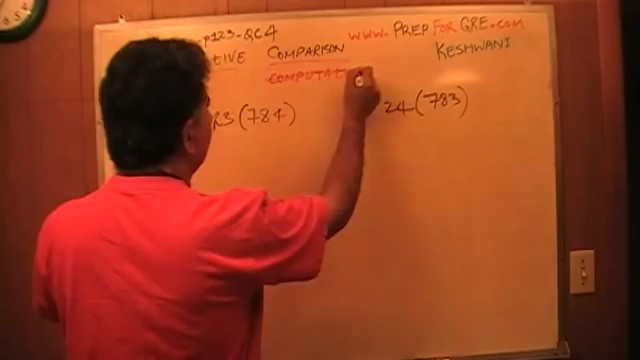 p123-QC4
www.PREPFORGRE.COM
TIVE COMPARISON
KESHWANI
COMPUTAT
23(784)
24(783)